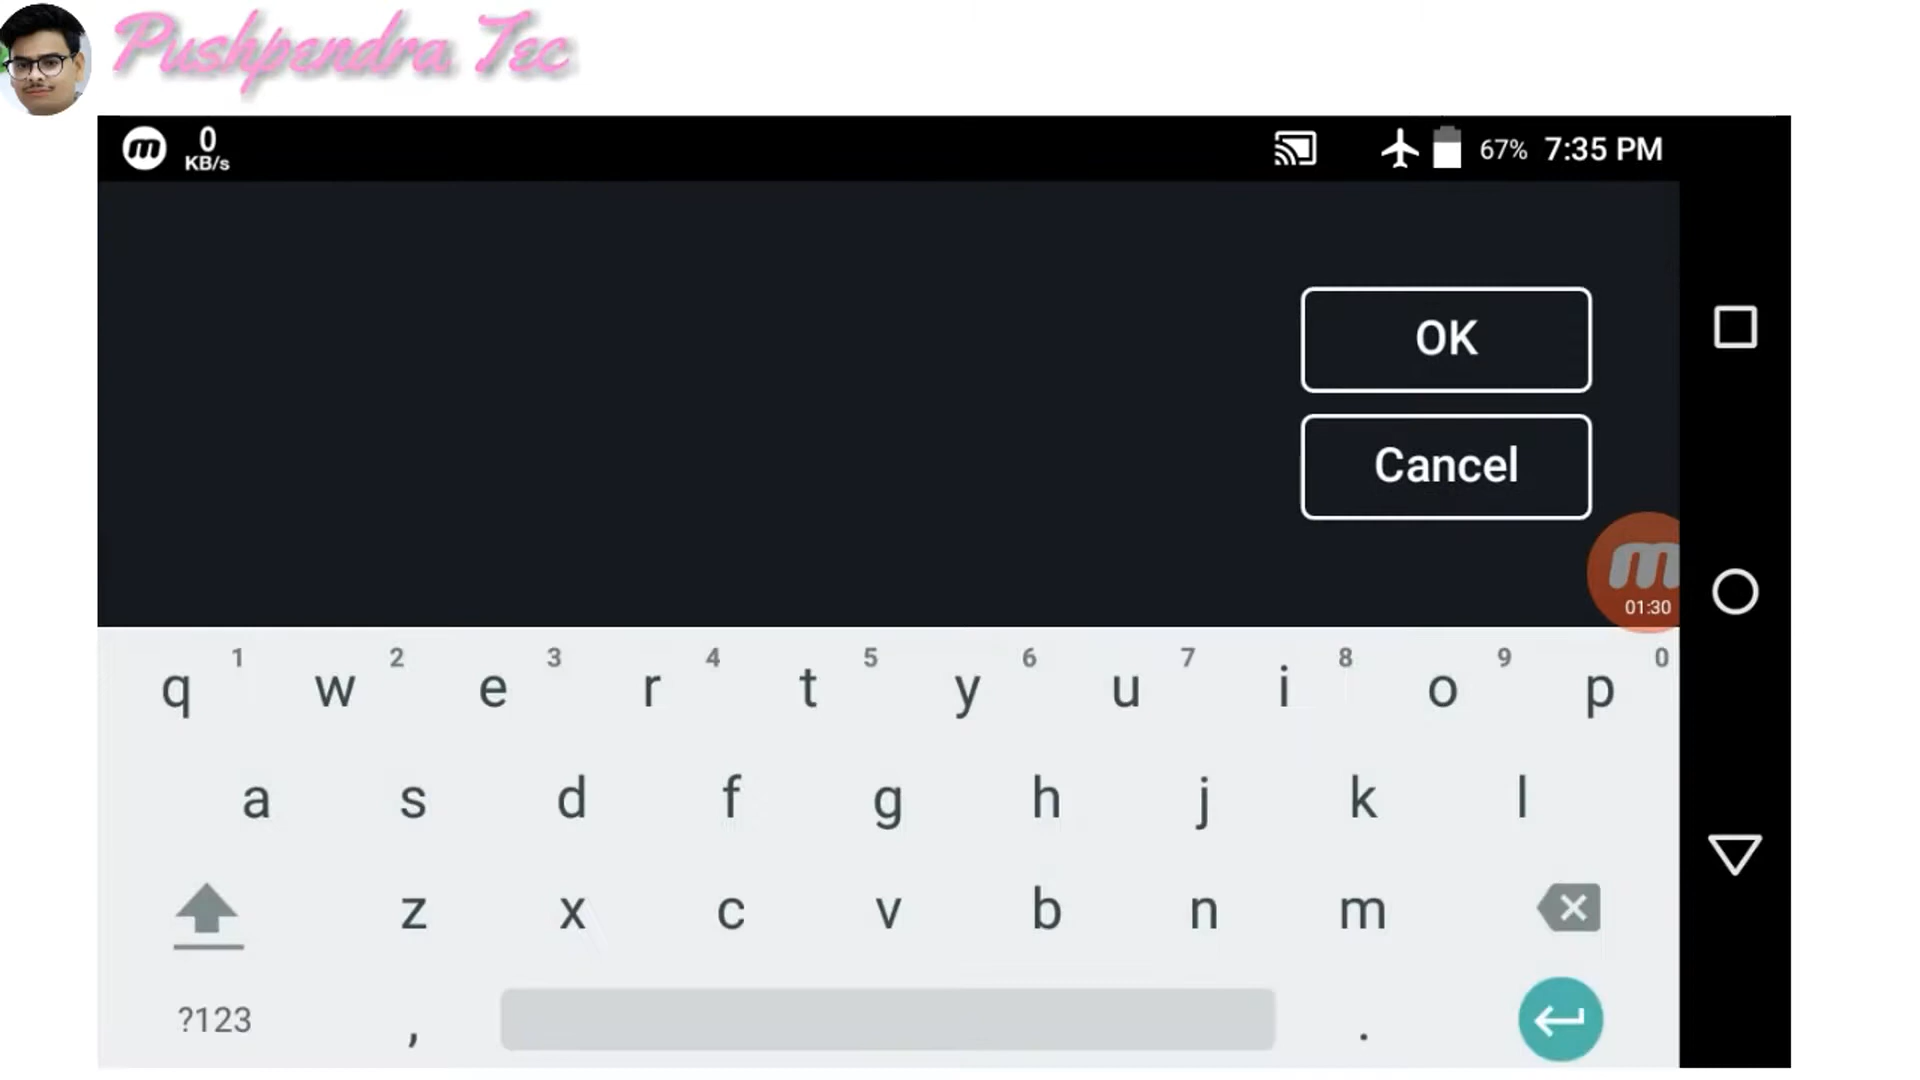 Pushpendra Tec
m 0 KB/s 67% 7:35 PM
OK
Cancel
m
01:30
1 2 3 4 5 6 7 8 9 0
q w e r t y u i o p
a s d f g h j k l
z x c v b n m
?123 , .